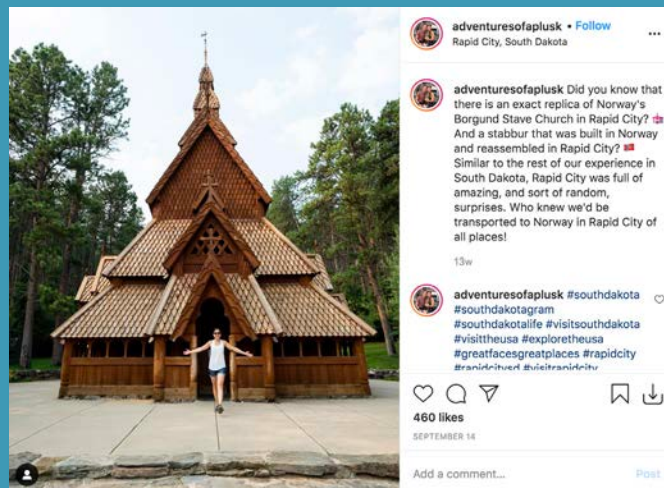 adventuresofaplusk • Follow
Rapid City, South Dakota
adventuresofaplusk Did you know that
there is an exact replica of Norway's
Borgund Stave Church in Rapid City?
And a stabbur that was built in Norway
and reassembled in Rapid City?
Similar to the rest of our experience in
South Dakota, Rapid City was full of
amazing, and sort of random,
surprises. Who knew we'd be
transported to Norway in Rapid City of
all places!
13w
adventuresofaplusk #southdakota
#southdakotagram
#southdakotalife #visitsouthdakota
#visittheusa #exploretheusa
#greatfacesgreatplaces #rapidcity
#rapidcitysd #visitrapidcity
460 likes
SEPTEMBER 14
Add a comment...
Post